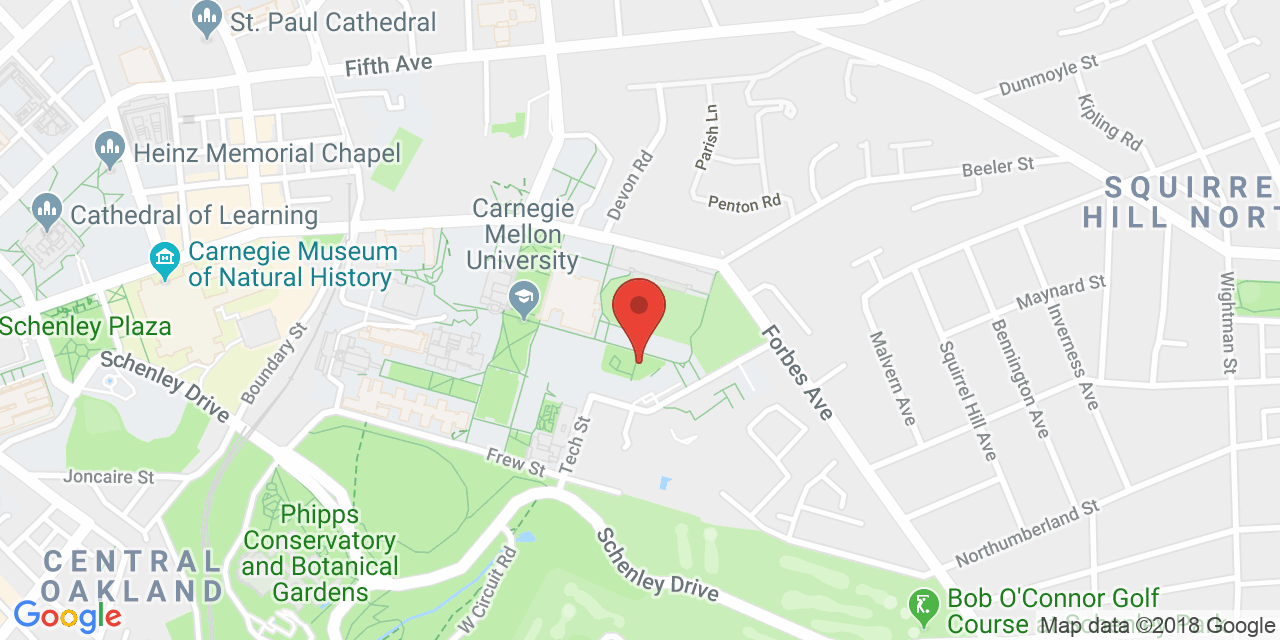 St. Paul Cathedral
Fifth Ave
Dunmoyle St
Kipling Rd
Parish Ln
Heinz Memorial Chapel
Devon Rd
Beeler St
Penton Rd
SQUIRRE
HILL NORT
Cathedral of Learning
Carnegie
Mellon
University
Carnegie Museum
of Natural History
Maynard St
Wightman St
Schenley Plaza
Boundary St
Forbes Ave
Malvern Ave
Squirrel Hill Ave
Bennington Ave
Inverness Ave
Schenley Drive
Tech St
Frew St
Joncaire St
Phipps
Conservatory
and Botanical
Gardens
Northumberland St
CENTRAL
OAKLAND
W Circuit Rd
Schenley Drive
Bob O'Connor Golf
Course
Google
Map data ©2018 Google